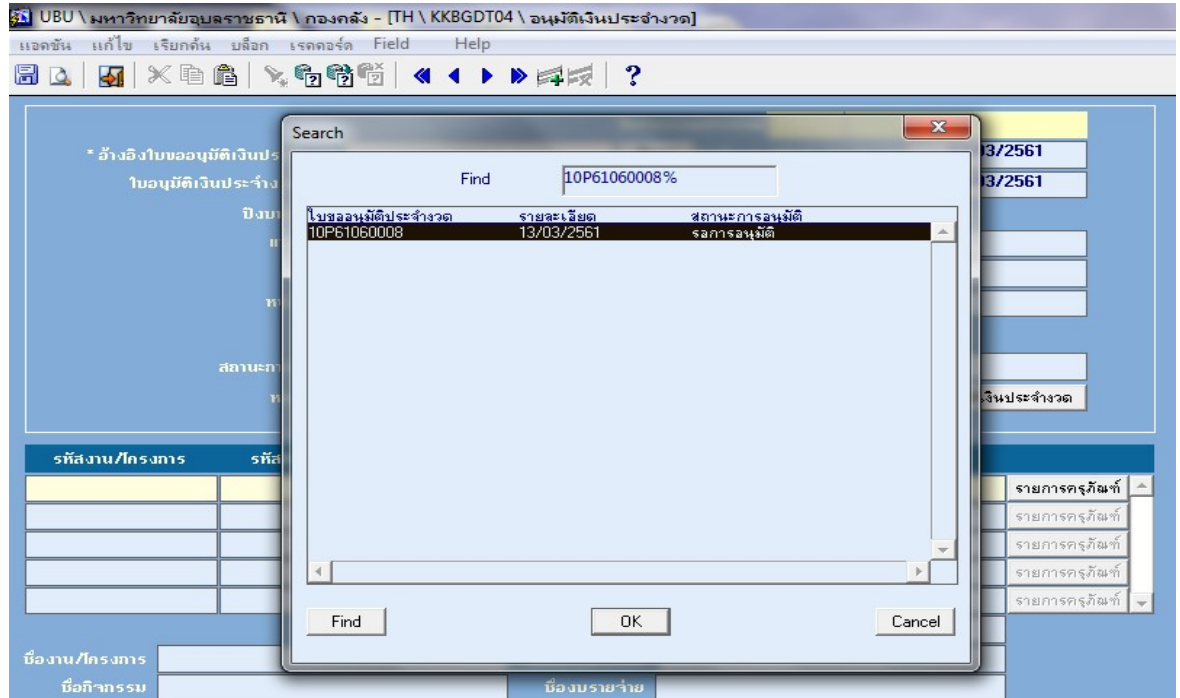 UBU \ มหาวิทยาลัยอุบลราชธานี \ กองคลัง - [TH \ KKBGDT04 \ อนุมัติเงินประจำงวด]
แอดชัน แก้ไข เรียกค้น บล็อก เรคคอร์ด Field Help
Search
* อ้างอิงใบขออนุมัติเงินประ
03/2561
Find 10P61060008%
ใบอนุมัติเงินประจำง
03/2561
ปีงบ
ใบขออนุมัติประจำงวด รายละเอียด สถานะการอนุมัติ
10P61060008 13/03/2561 รอการอนุมัติ
สถานะกา
เงินประจำงวด
รหัสงาน/โครงการ รหัส
รายการครุภัณฑ์
รายการครุภัณฑ์
รายการครุภัณฑ์
รายการครุภัณฑ์
รายการครุภัณฑ์
Find OK Cancel
ชื่องาน/โครงการ
ชื่อกิจกรรม ชื่องบรายจ่าย